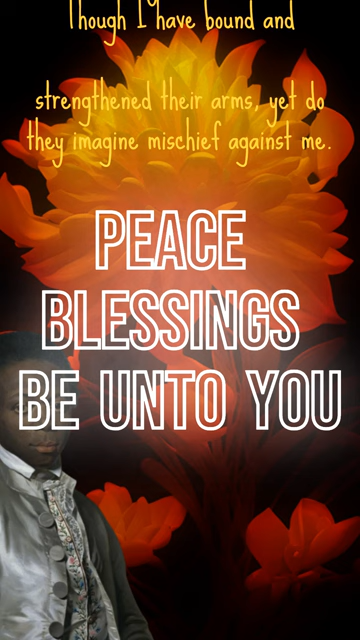 Though I have bound and
strengthened their arms, yet do
they imagine mischief against me.
PEACE
BLESSINGS
BE UNTO YOU